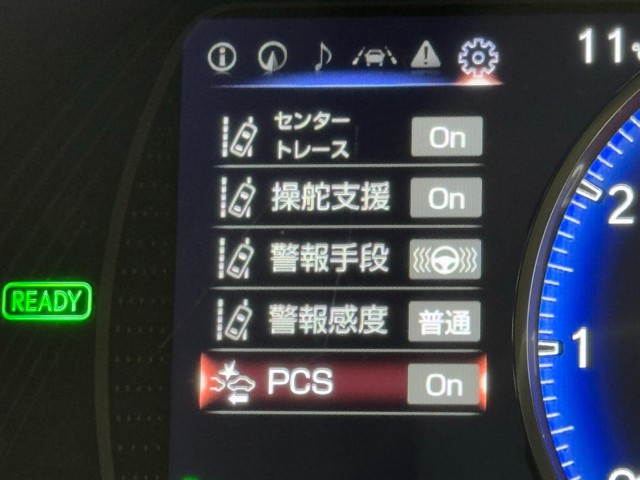 11
センター
トレース
On
操舵支援 On
警報手段
警報感度 普通
PCS On
READY
2
1